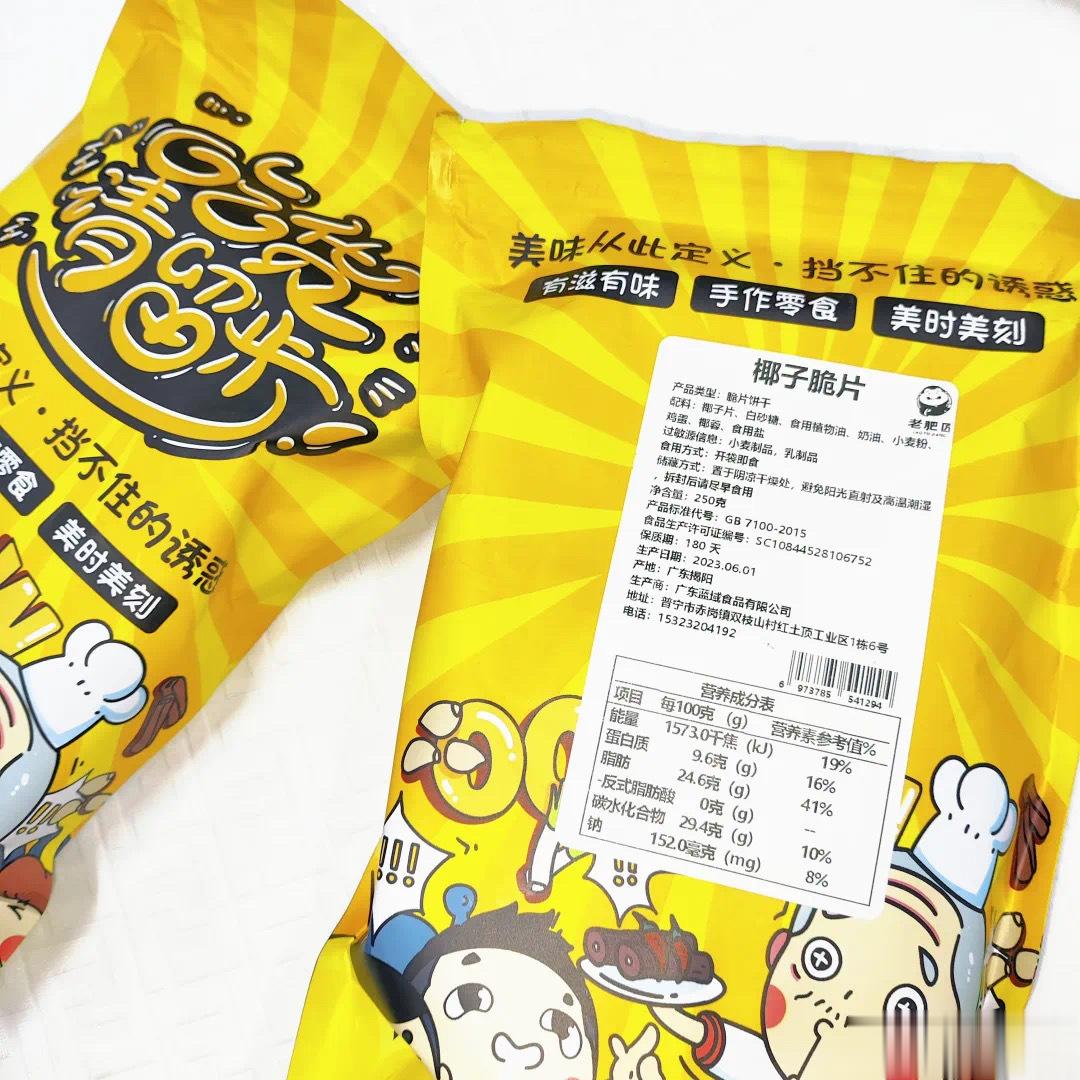 请多吃点
定义·挡不住的诱惑
零食
美时美刻
美味从此定义·挡不住的诱惑
有滋有味 手作零食 美时美刻
椰子脆片
老肥匠
产品类型：脆片饼干
配料：椰子片、白砂糖、食用植物油、奶油、小麦粉、
鸡蛋、椰蓉、食用盐
过敏源信息：小麦制品，乳制品
食用方式：开袋即食
储藏方式：置于阴凉干燥处，避免阳光直射及高温潮湿
，拆封后请尽早食用
净含量：250克
产品标准代号：GB 7100-2015
食品生产许可证编号：SC10844528106752
保质期：180 天
生产日期：2023.06.01
产地：广东揭阳
生产商：广东蓝域食品有限公司
地址：普宁市赤岗镇双枝山村红土顶工业区1栋6号
电话：15323204192
6 973785 541294
营养成分表
项目 每100克（g） 营养素参考值%
能量 1573.0千焦（kJ） 19%
蛋白质 9.6克（g） 16%
脂肪 24.6克（g） 41%
-反式脂肪酸 0克（g） --
碳水化合物 29.4克（g） 10%
钠 152.0毫克（mg） 8%
!!!
!!